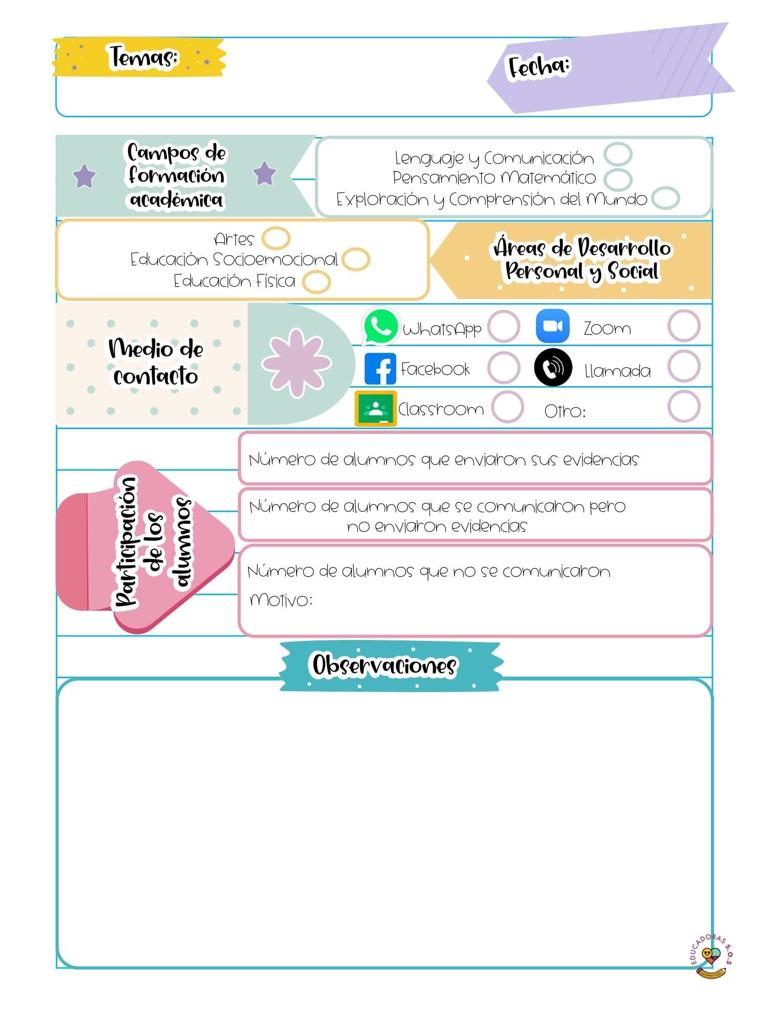 Temas:
Fecha:
Campos de
formación
académica
Lenguaje y Comunicación
Pensamiento Matemático
Exploración y Comprensión del Mundo
Artes
Educación Socioemocional
Educación Física
Áreas de Desarrollo
Personal y Social
Medio de
contacto
WhatsApp
Zoom
Facebook
Llamada
Classroom
Otro:
Participación
de los
alumnos
Número de alumnos que enviaron sus evidencias
Número de alumnos que se comunicaron pero
no enviaron evidencias
Número de alumnos que no se comunicaron
Motivo:
Observaciones
EDUCADORAS S.O.S